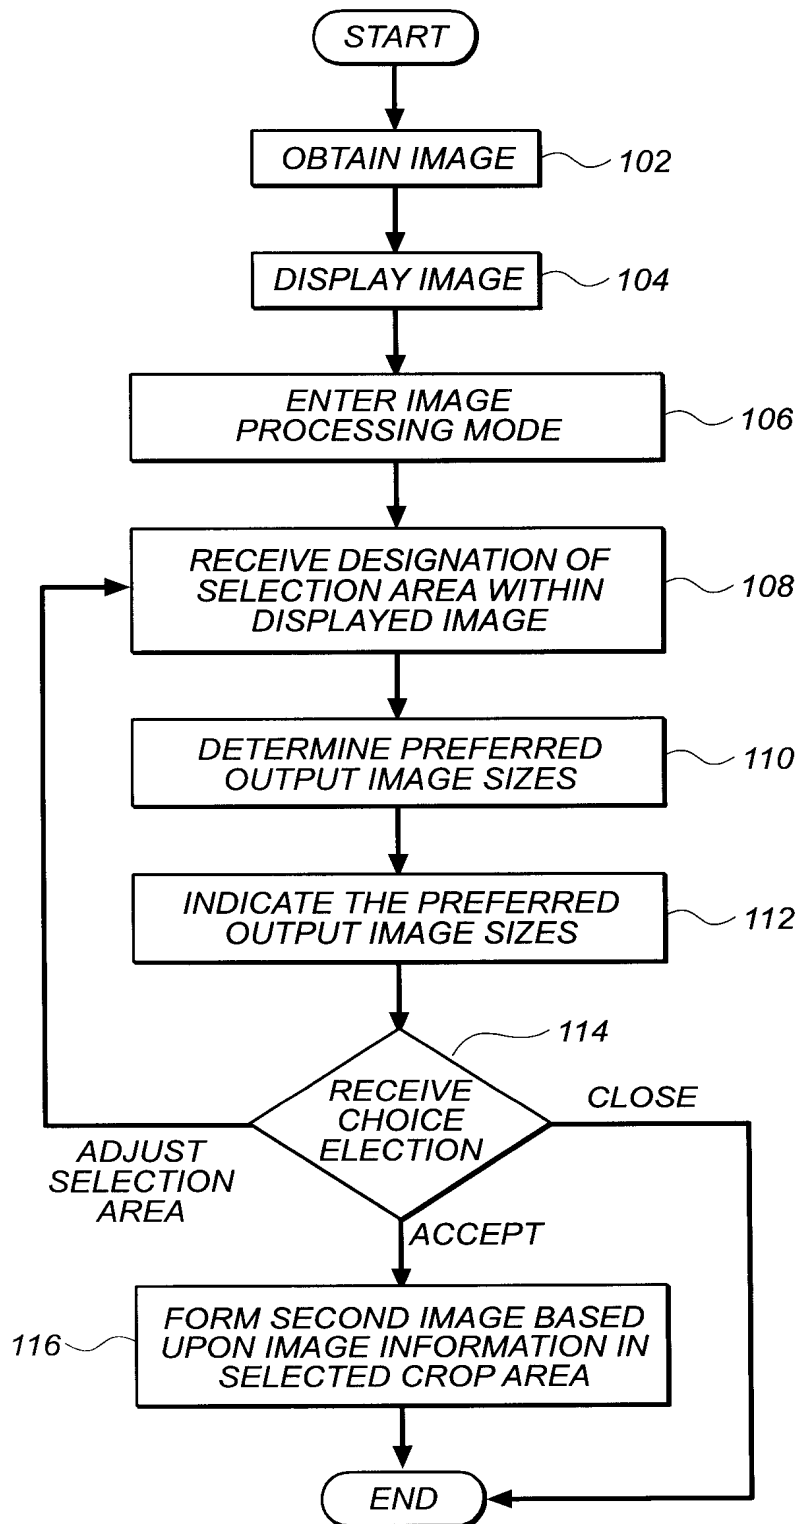 START
OBTAIN IMAGE
102
DISPLAY IMAGE
104
ENTER IMAGE
PROCESSING MODE
106
RECEIVE DESIGNATION OF
SELECTION AREA WITHIN
DISPLAYED IMAGE
108
DETERMINE PREFERRED
OUTPUT IMAGE SIZES
110
INDICATE THE PREFERRED
OUTPUT IMAGE SIZES
112
114
RECEIVE
CHOICE
ELECTION
CLOSE
ADJUST
SELECTION
AREA
ACCEPT
FORM SECOND IMAGE BASED
UPON IMAGE INFORMATION IN
SELECTED CROP AREA
116
END